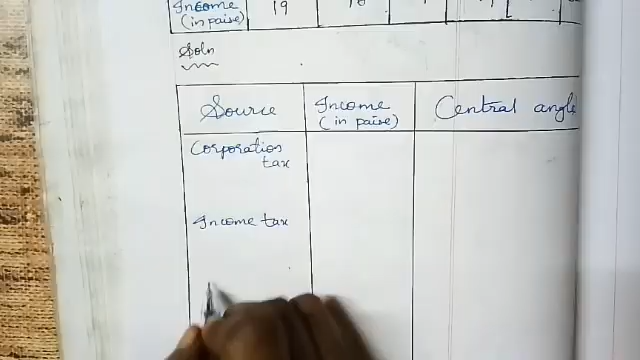 Income 19
(in paise)
Soln
Source Income Central angle
(in paise)
Corporation
tax
Income tax